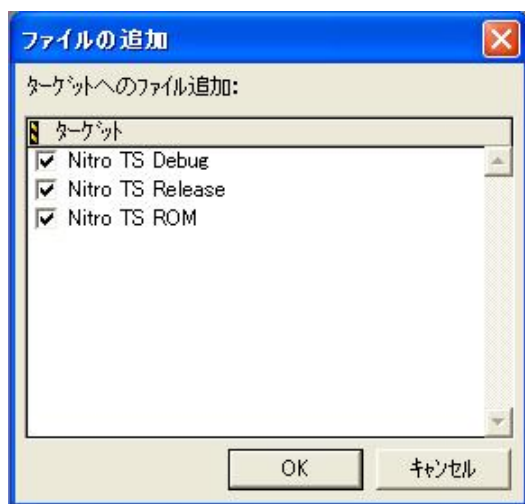 ファイルの追加
ﾀｰｹﾞｯﾄへのﾌｧｲﾙ追加:
ﾀｰｹﾞｯﾄ
Nitro TS Debug
Nitro TS Release
Nitro TS ROM
OK
ｷｬﾝｾﾙ